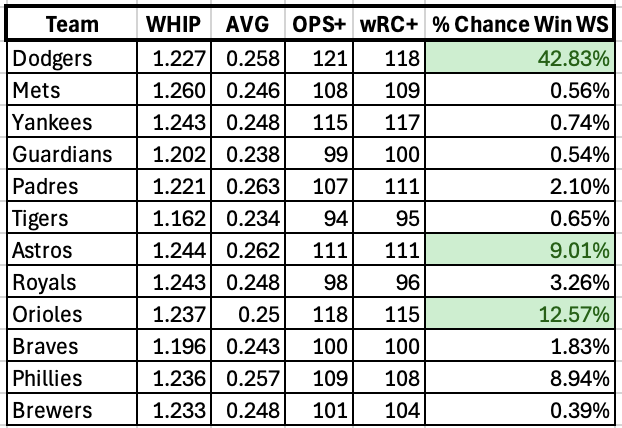 Team WHIP AVG OPS+ wRC+ % Chance Win WS
Dodgers 1.227 0.258 121 118 42.83%
Mets 1.260 0.246 108 109 0.56%
Yankees 1.243 0.248 115 117 0.74%
Guardians 1.202 0.238 99 100 0.54%
Padres 1.221 0.263 107 111 2.10%
Tigers 1.162 0.234 94 95 0.65%
Astros 1.244 0.262 111 111 9.01%
Royals 1.243 0.248 98 96 3.26%
Orioles 1.237 0.25 118 115 12.57%
Braves 1.196 0.243 100 100 1.83%
Phillies 1.236 0.257 109 108 8.94%
Brewers 1.233 0.248 101 104 0.39%